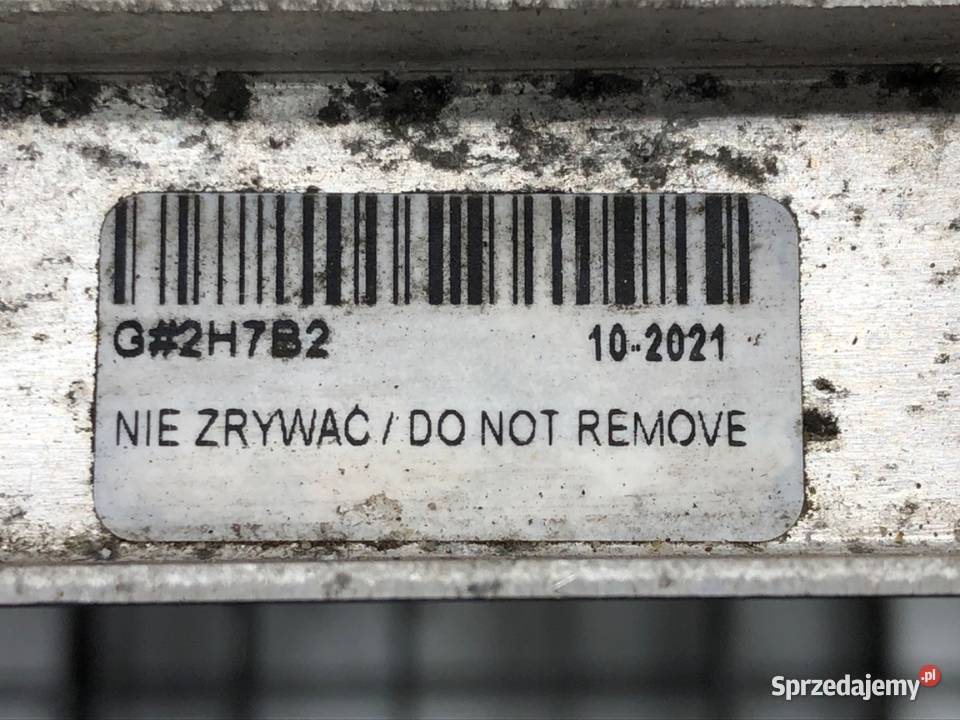 G#2H7B2 10-2021
NIE ZRYWAĆ / DO NOT REMOVE
Sprzedajemy.pl